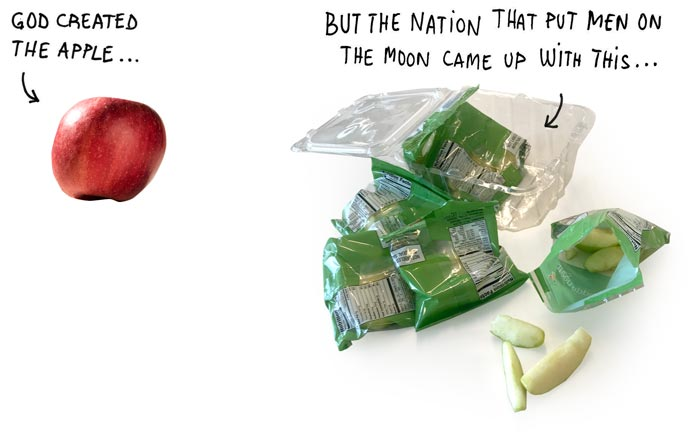 GOD CREATED
THE APPLE...
BUT THE NATION THAT PUT MEN ON
THE MOON CAME UP WITH THIS...